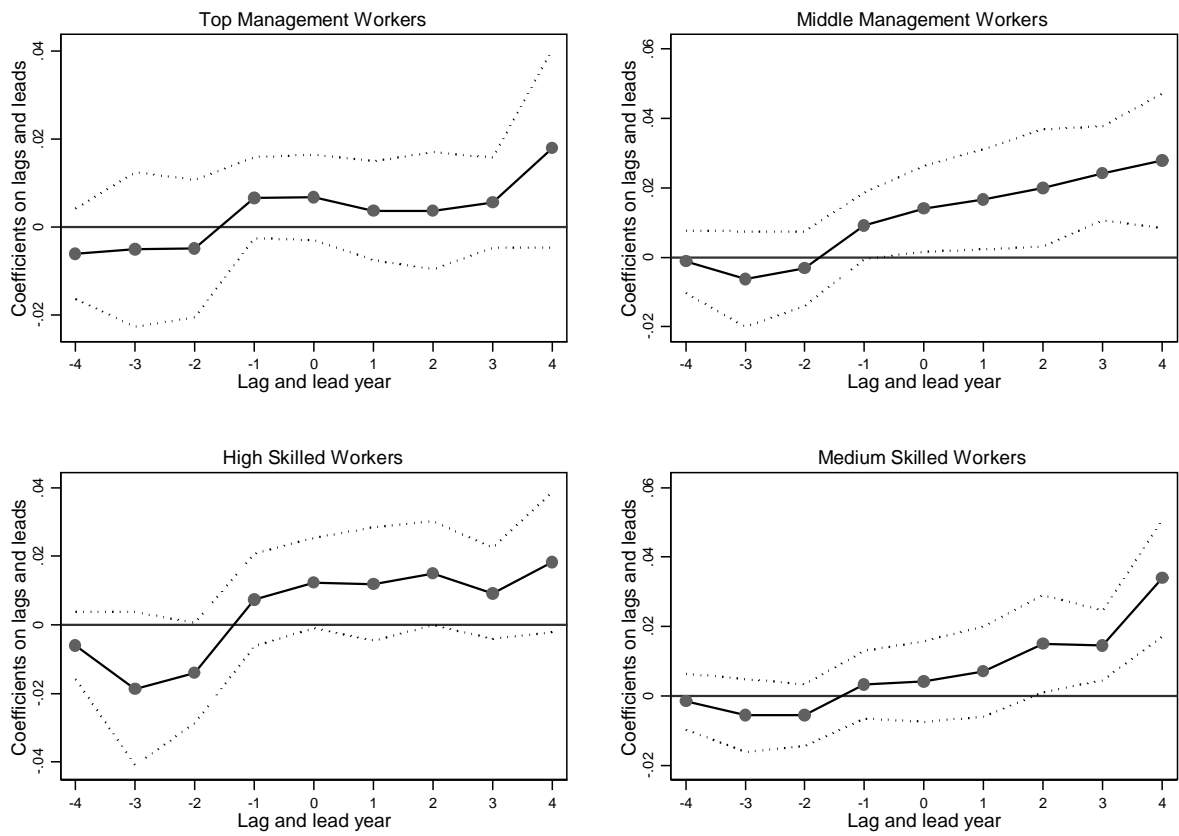 Top Management Workers
Coefficients on lags and leads
.04
.02
0
-.02
-4 -3 -2 -1 0 1 2 3 4
Lag and lead year
Middle Management Workers
Coefficients on lags and leads
.06
.04
.02
0
-.02
-4 -3 -2 -1 0 1 2 3 4
Lag and lead year
High Skilled Workers
Coefficients on lags and leads
.04
.02
0
-.02
-.04
-4 -3 -2 -1 0 1 2 3 4
Lag and lead year
Medium Skilled Workers
Coefficients on lags and leads
.06
.04
.02
0
-.02
-4 -3 -2 -1 0 1 2 3 4
Lag and lead year